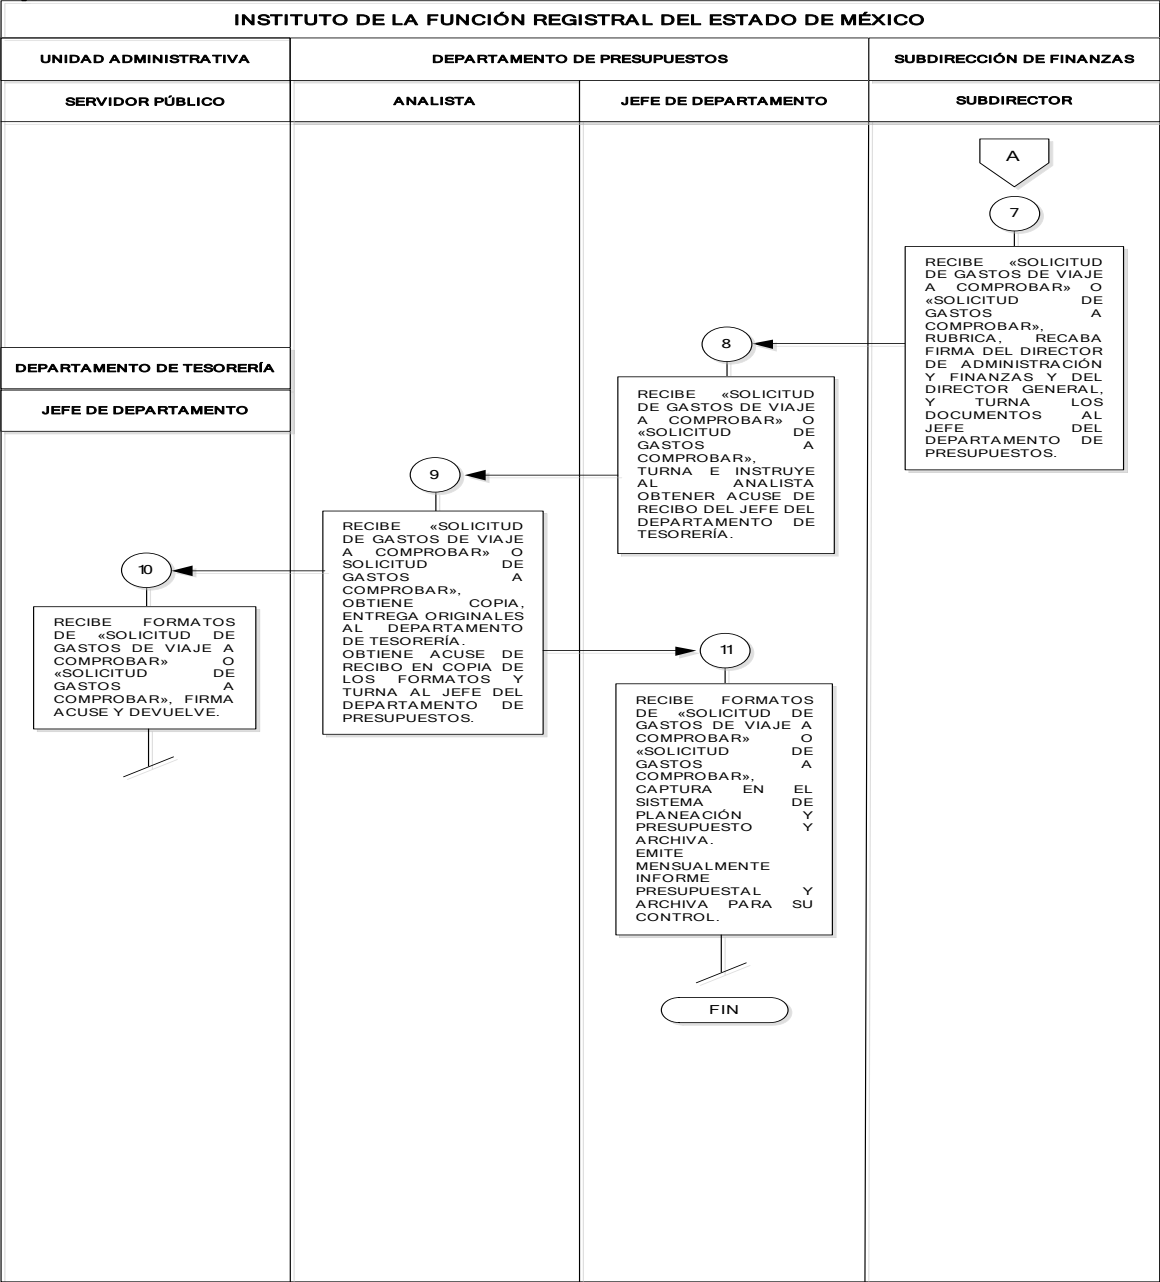 INSTITUTO DE LA FUNCIÓN REGISTRAL DEL ESTADO DE MÉXICO
UNIDAD ADMINISTRATIVA
DEPARTAMENTO DE PRESUPUESTOS
SUBDIRECCIÓN DE FINANZAS
SERVIDOR PÚBLICO
ANALISTA
JEFE DE DEPARTAMENTO
SUBDIRECTOR
A
7
RECIBE «SOLICITUD
DE GASTOS DE VIAJE
A COMPROBAR» O
«SOLICITUD DE
GASTOS A
COMPROBAR»,
RUBRICA, RECABA
FIRMA DEL DIRECTOR
DE ADMINISTRACIÓN
Y FINANZAS Y DEL
DIRECTOR GENERAL,
Y TURNA LOS
DOCUMENTOS AL
JEFE DEL
DEPARTAMENTO DE
PRESUPUESTOS.
8
RECIBE «SOLICITUD
DE GASTOS DE VIAJE
A COMPROBAR» O
«SOLICITUD DE
GASTOS A
COMPROBAR»,
TURNA E INSTRUYE
AL ANALISTA
OBTENER ACUSE DE
RECIBO DEL JEFE DEL
DEPARTAMENTO DE
TESORERÍA.
DEPARTAMENTO DE TESORERÍA
JEFE DE DEPARTAMENTO
9
RECIBE «SOLICITUD
DE GASTOS DE VIAJE
A COMPROBAR» O
SOLICITUD DE
GASTOS A
COMPROBAR»,
OBTIENE COPIA,
ENTREGA ORIGINALES
AL DEPARTAMENTO
DE TESORERÍA.
OBTIENE ACUSE DE
RECIBO EN COPIA DE
LOS FORMATOS Y
TURNA AL JEFE DEL
DEPARTAMENTO DE
PRESUPUESTOS.
10
RECIBE FORMATOS
DE «SOLICITUD DE
GASTOS DE VIAJE A
COMPROBAR» O
«SOLICITUD DE
GASTOS A
COMPROBAR», FIRMA
ACUSE Y DEVUELVE.
11
RECIBE FORMATOS
DE «SOLICITUD DE
GASTOS DE VIAJE A
COMPROBAR» O
«SOLICITUD DE
GASTOS A
COMPROBAR»,
CAPTURA EN EL
SISTEMA DE
PLANEACIÓN Y
PRESUPUESTO Y
ARCHIVA.
EMITE
MENSUALMENTE
INFORME
PRESUPUESTAL Y
ARCHIVA PARA SU
CONTROL.
FIN